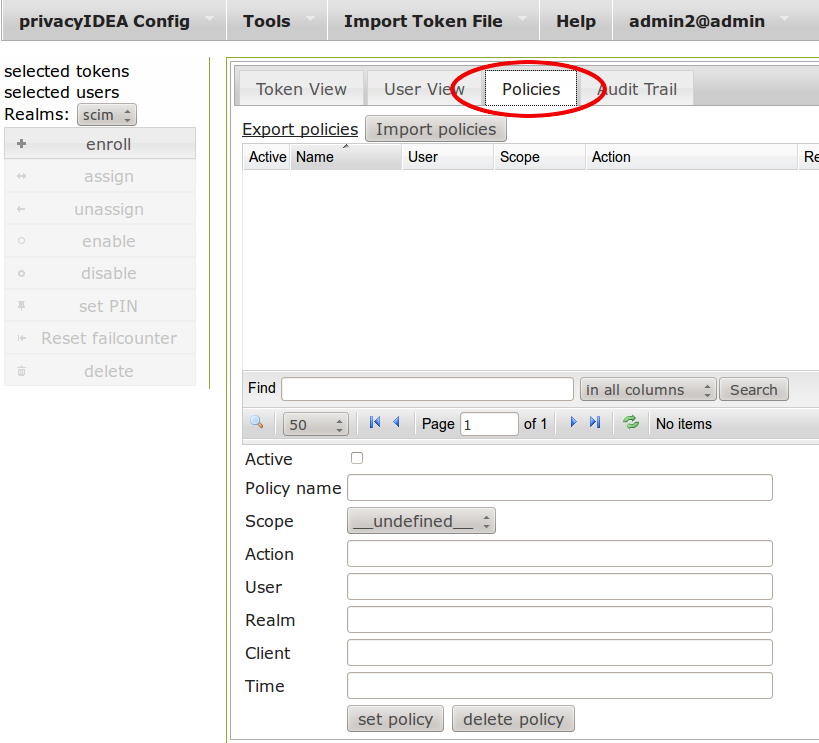 privacyIDEA Config Tools Import Token File Help admin2@admin
selected tokens
selected users
Realms: scim
enroll
assign
unassign
enable
disable
set PIN
Reset failcounter
delete
Token View User View Policies Audit Trail
Export policies Import policies
Active Name User Scope Action Re
Find in all columns Search
50 Page 1 of 1 No items
Active
Policy name
Scope __undefined__
Action
User
Realm
Client
Time
set policy delete policy